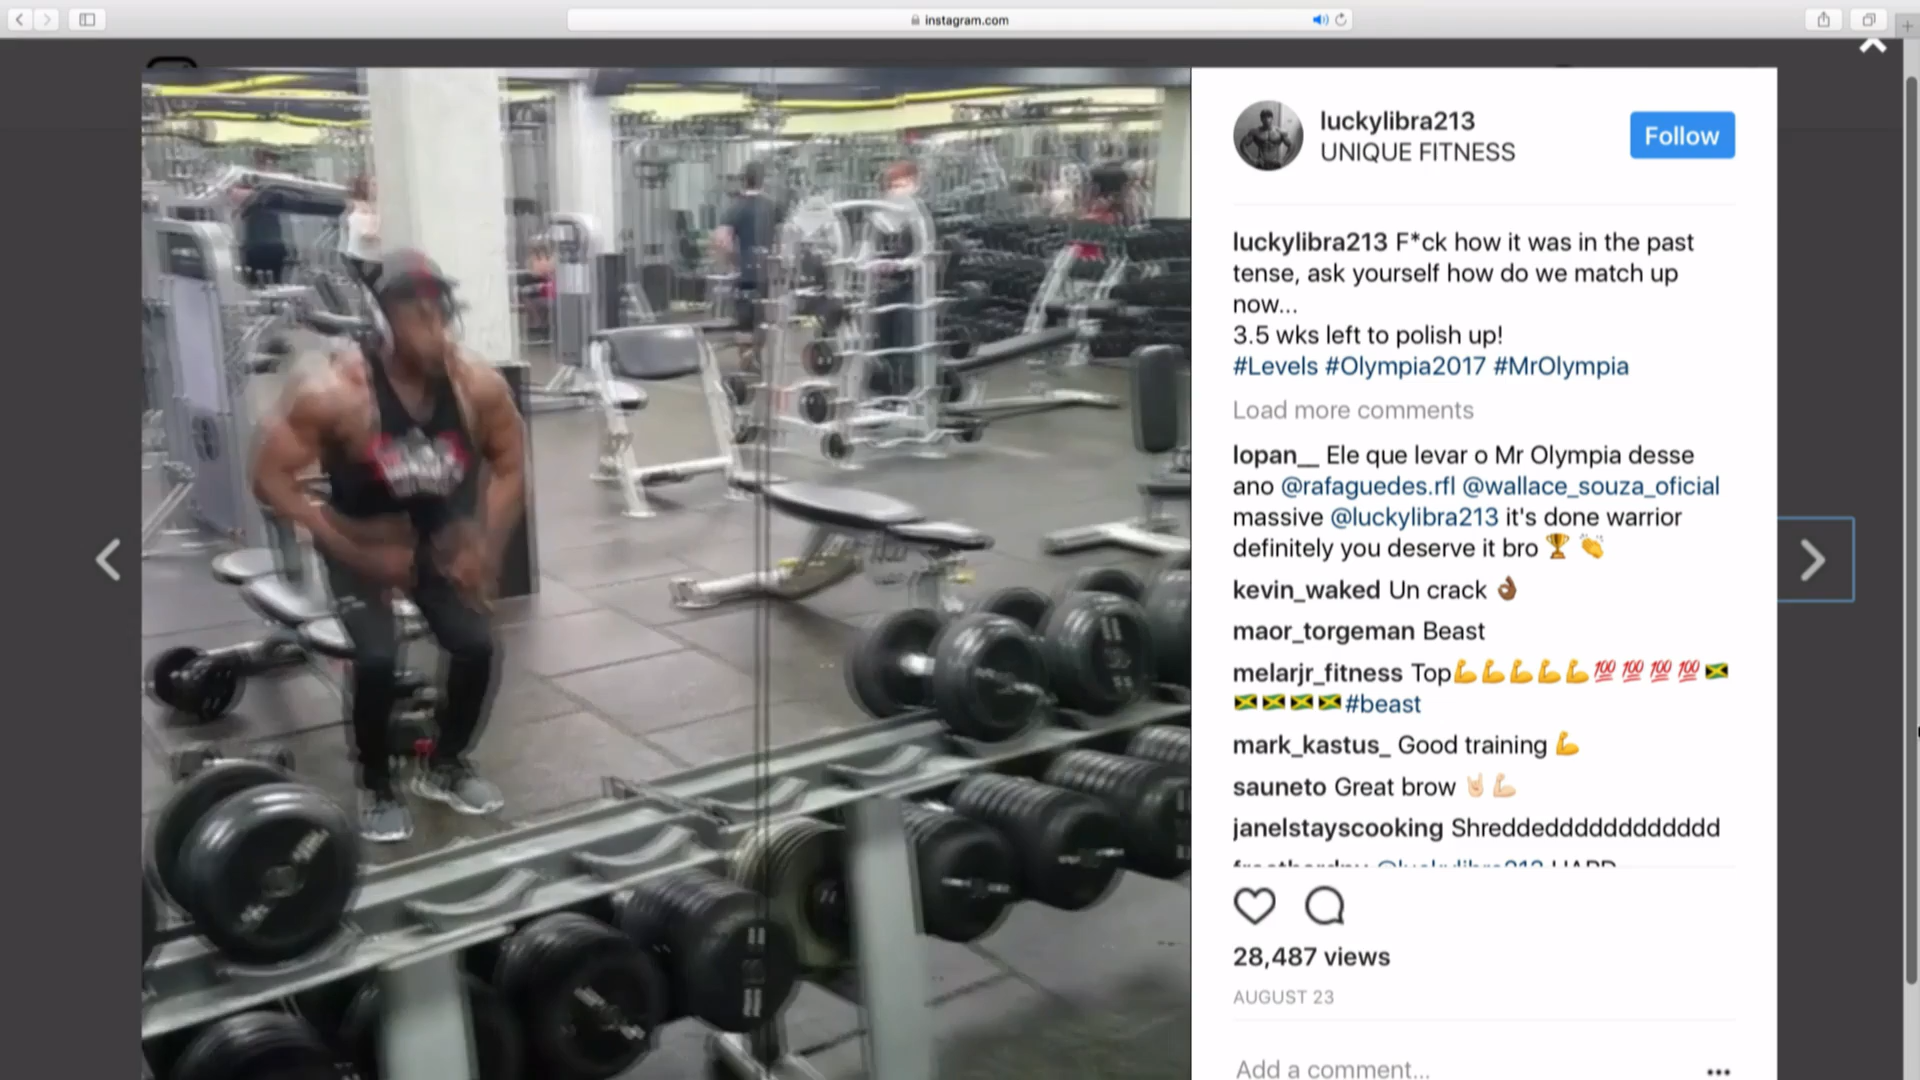 instagram.com
luckylibra213
UNIQUE FITNESS
Follow
luckylibra213 F*ck how it was in the past
tense, ask yourself how do we match up
now...
3.5 wks left to polish up!
#Levels #Olympia2017 #MrOlympia
Load more comments
lopan__ Ele que levar o Mr Olympia desse
ano @rafaguedes.rfl @wallace_souza_oficial
massive @luckylibra213 it's done warrior
definitely you deserve it bro 🏆 👏
kevin_waked Un crack 👌🏾
maor_torgeman Beast
melarjr_fitness Top💪💪💪💪💪💯💯💯💯🇯🇲
🇯🇲🇯🇲🇯🇲🇯🇲#beast
mark_kastus_ Good training 💪
sauneto Great brow 🤘🏻💪🏻
janelstayscooking Shreddedddddddddddd
@luckylibra213 HARD
28,487 views
AUGUST 23
Add a comment...